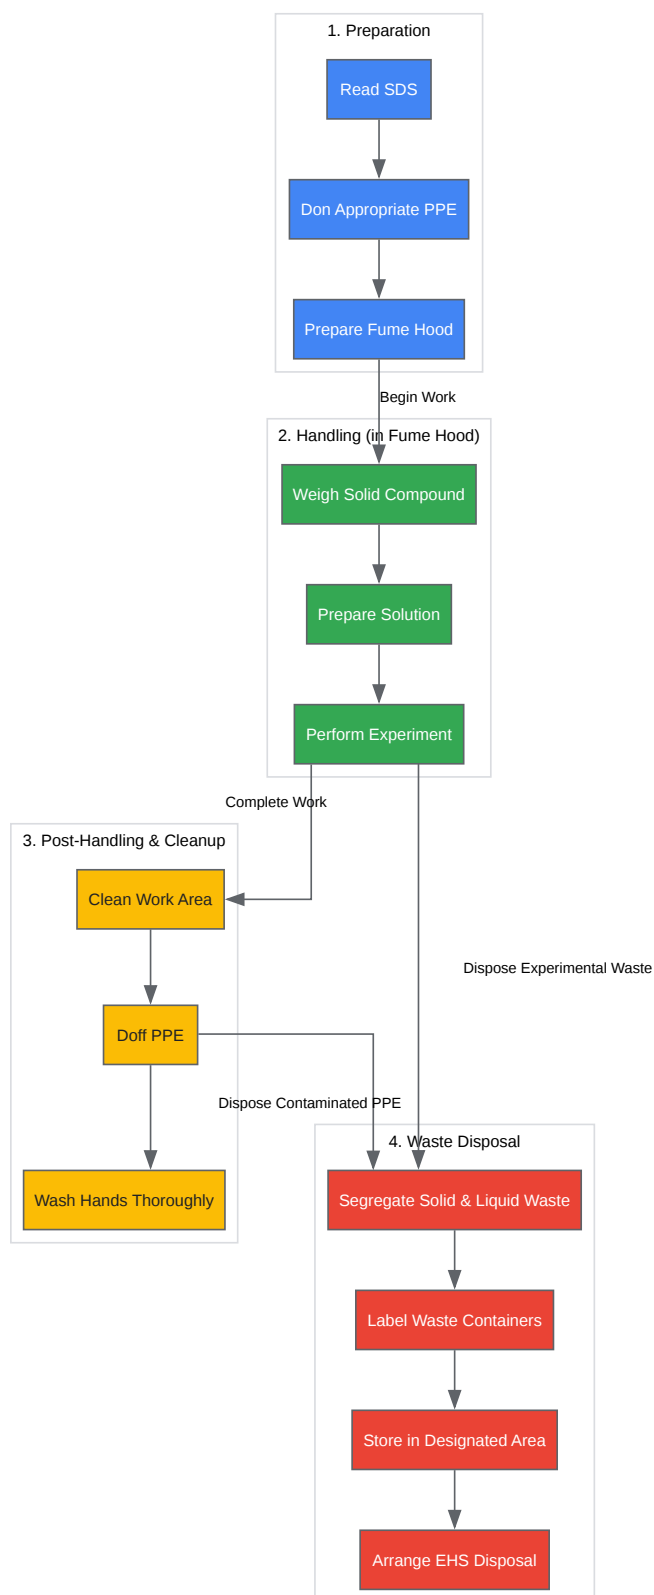 1. Preparation
Read SDS
Don Appropriate PPE
Prepare Fume Hood
Begin Work
2. Handling (in Fume Hood)
Weigh Solid Compound
Prepare Solution
Perform Experiment
Complete Work
3. Post-Handling & Cleanup
Clean Work Area
Dispose Experimental Waste
Doff PPE
Dispose Contaminated PPE
4. Waste Disposal
Wash Hands Thoroughly
Segregate Solid & Liquid Waste
Label Waste Containers
Store in Designated Area
Arrange EHS Disposal